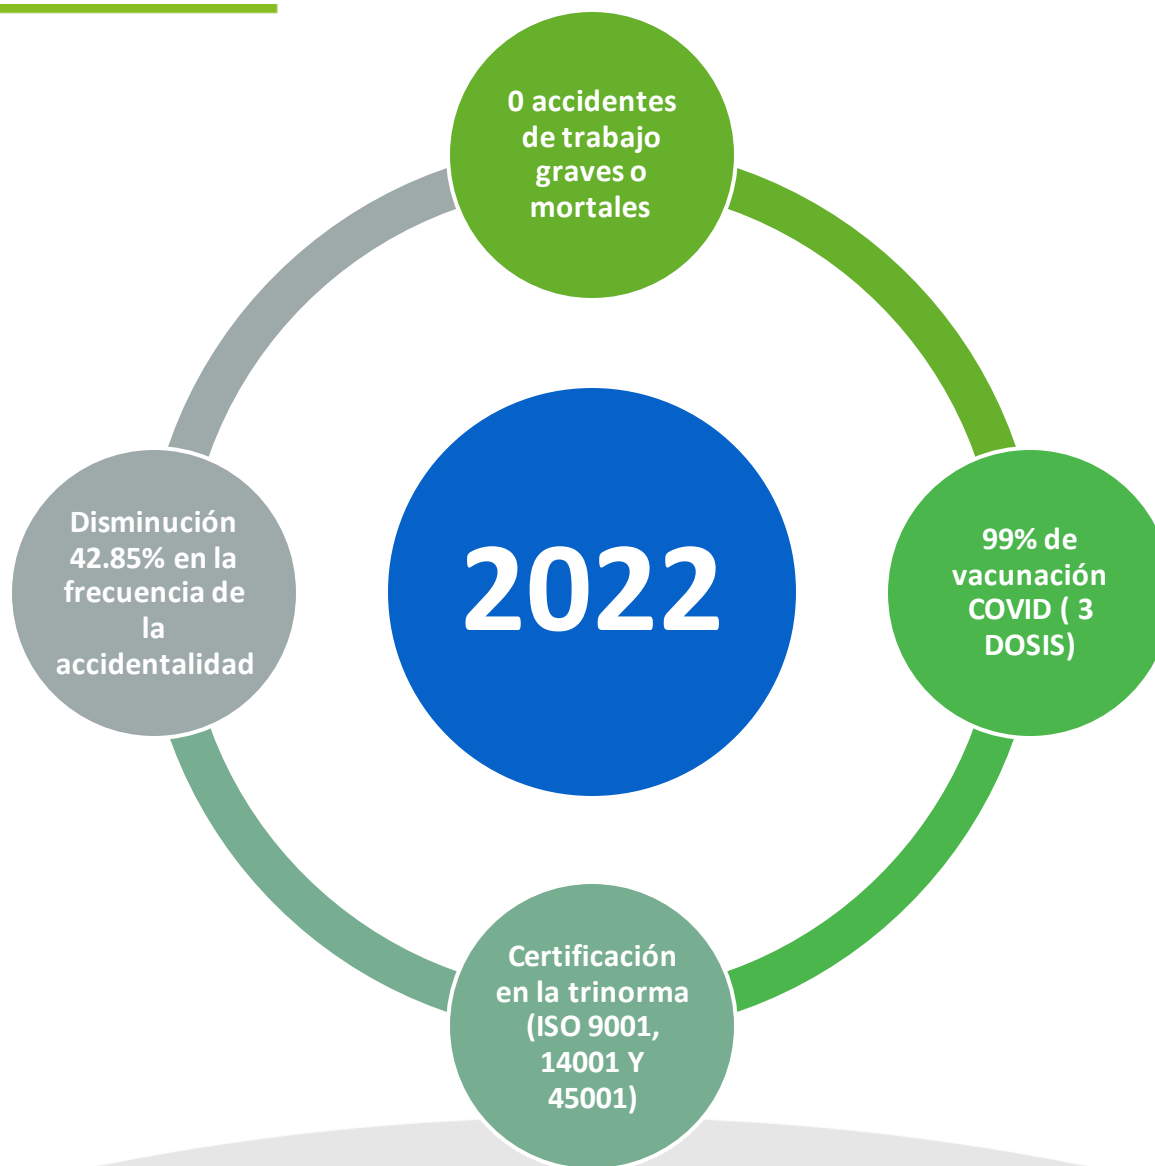 0 accidentes
de trabajo
graves o
mortales
Disminución
42.85% en la
frecuencia de
la
accidentalidad
2022
99% de
vacunación
COVID ( 3
DOSIS)
Certificación
en la trinorma
(ISO 9001,
14001 Y
45001)